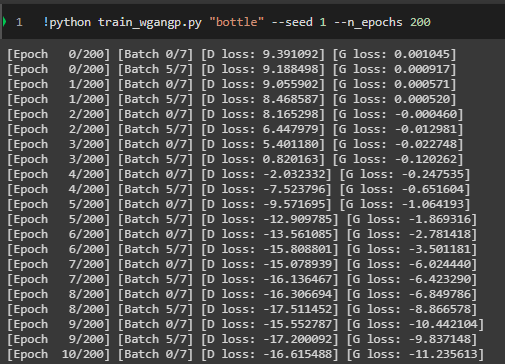 1 !python train_wgangp.py "bottle" --seed 1 --n_epochs 200
[Epoch 0/200] [Batch 0/7] [D loss: 9.391092] [G loss: 0.001045]
[Epoch 0/200] [Batch 5/7] [D loss: 9.188498] [G loss: 0.000917]
[Epoch 1/200] [Batch 0/7] [D loss: 9.055902] [G loss: 0.000571]
[Epoch 1/200] [Batch 5/7] [D loss: 8.468587] [G loss: 0.000520]
[Epoch 2/200] [Batch 0/7] [D loss: 8.165298] [G loss: -0.000460]
[Epoch 2/200] [Batch 5/7] [D loss: 6.447979] [G loss: -0.012981]
[Epoch 3/200] [Batch 0/7] [D loss: 5.401180] [G loss: -0.022748]
[Epoch 3/200] [Batch 5/7] [D loss: 0.820163] [G loss: -0.120262]
[Epoch 4/200] [Batch 0/7] [D loss: -2.032332] [G loss: -0.247535]
[Epoch 4/200] [Batch 5/7] [D loss: -7.523796] [G loss: -0.651604]
[Epoch 5/200] [Batch 0/7] [D loss: -9.571695] [G loss: -1.064193]
[Epoch 5/200] [Batch 5/7] [D loss: -12.909785] [G loss: -1.869316]
[Epoch 6/200] [Batch 0/7] [D loss: -13.561085] [G loss: -2.781418]
[Epoch 6/200] [Batch 5/7] [D loss: -15.808801] [G loss: -3.501181]
[Epoch 7/200] [Batch 0/7] [D loss: -15.078939] [G loss: -6.024440]
[Epoch 7/200] [Batch 5/7] [D loss: -16.136467] [G loss: -6.423290]
[Epoch 8/200] [Batch 0/7] [D loss: -16.306694] [G loss: -6.849786]
[Epoch 8/200] [Batch 5/7] [D loss: -17.511452] [G loss: -8.866578]
[Epoch 9/200] [Batch 0/7] [D loss: -15.552787] [G loss: -10.442104]
[Epoch 9/200] [Batch 5/7] [D loss: -17.200092] [G loss: -9.837148]
[Epoch 10/200] [Batch 0/7] [D loss: -16.615488] [G loss: -11.235613]